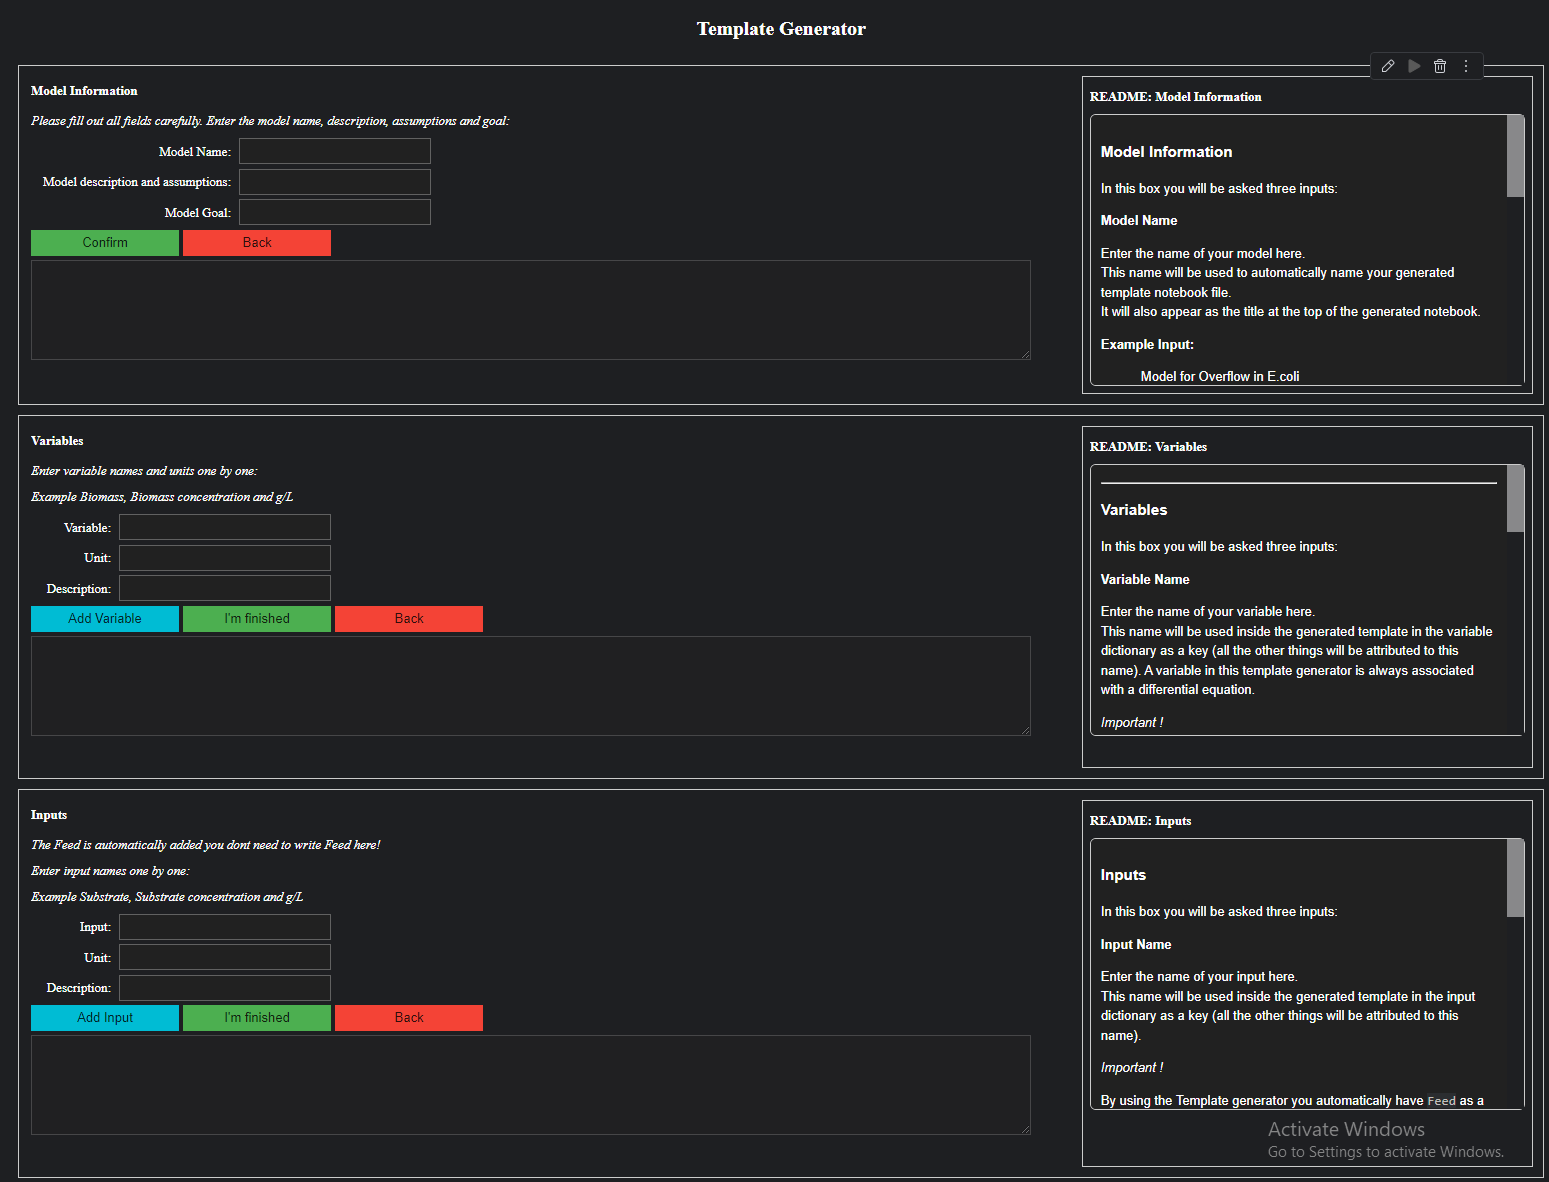 Template Generator
Model Information
Please fill out all fields carefully. Enter the model name, description, assumptions and goal:
Model Name:
Model description and assumptions:
Model Goal:
Confirm
Back
README: Model Information
Model Information
In this box you will be asked three inputs:
Model Name
Enter the name of your model here.
This name will be used to automatically name your generated
template notebook file.
It will also appear as the title at the top of the generated notebook.
Example Input:
Model for Overflow in E.coli
Variables
Enter variable names and units one by one:
Example Biomass, Biomass concentration and g/L
Variable:
Unit:
Description:
Add Variable
I'm finished
Back
README: Variables
Variables
In this box you will be asked three inputs:
Variable Name
Enter the name of your variable here.
This name will be used inside the generated template in the variable
dictionary as a key (all the other things will be attributed to this
name). A variable in this template generator is always associated
with a differential equation.
Important !
Inputs
The Feed is automatically added you dont need to write Feed here!
Enter input names one by one:
Example Substrate, Substrate concentration and g/L
Input:
Unit:
Description:
Add Input
I'm finished
Back
README: Inputs
Inputs
In this box you will be asked three inputs:
Input Name
Enter the name of your input here.
This name will be used inside the generated template in the input
dictionary as a key (all the other things will be attributed to this
name).
Important !
By using the Template generator you automatically have Feed as a
Activate Windows
Go to Settings to activate Windows.